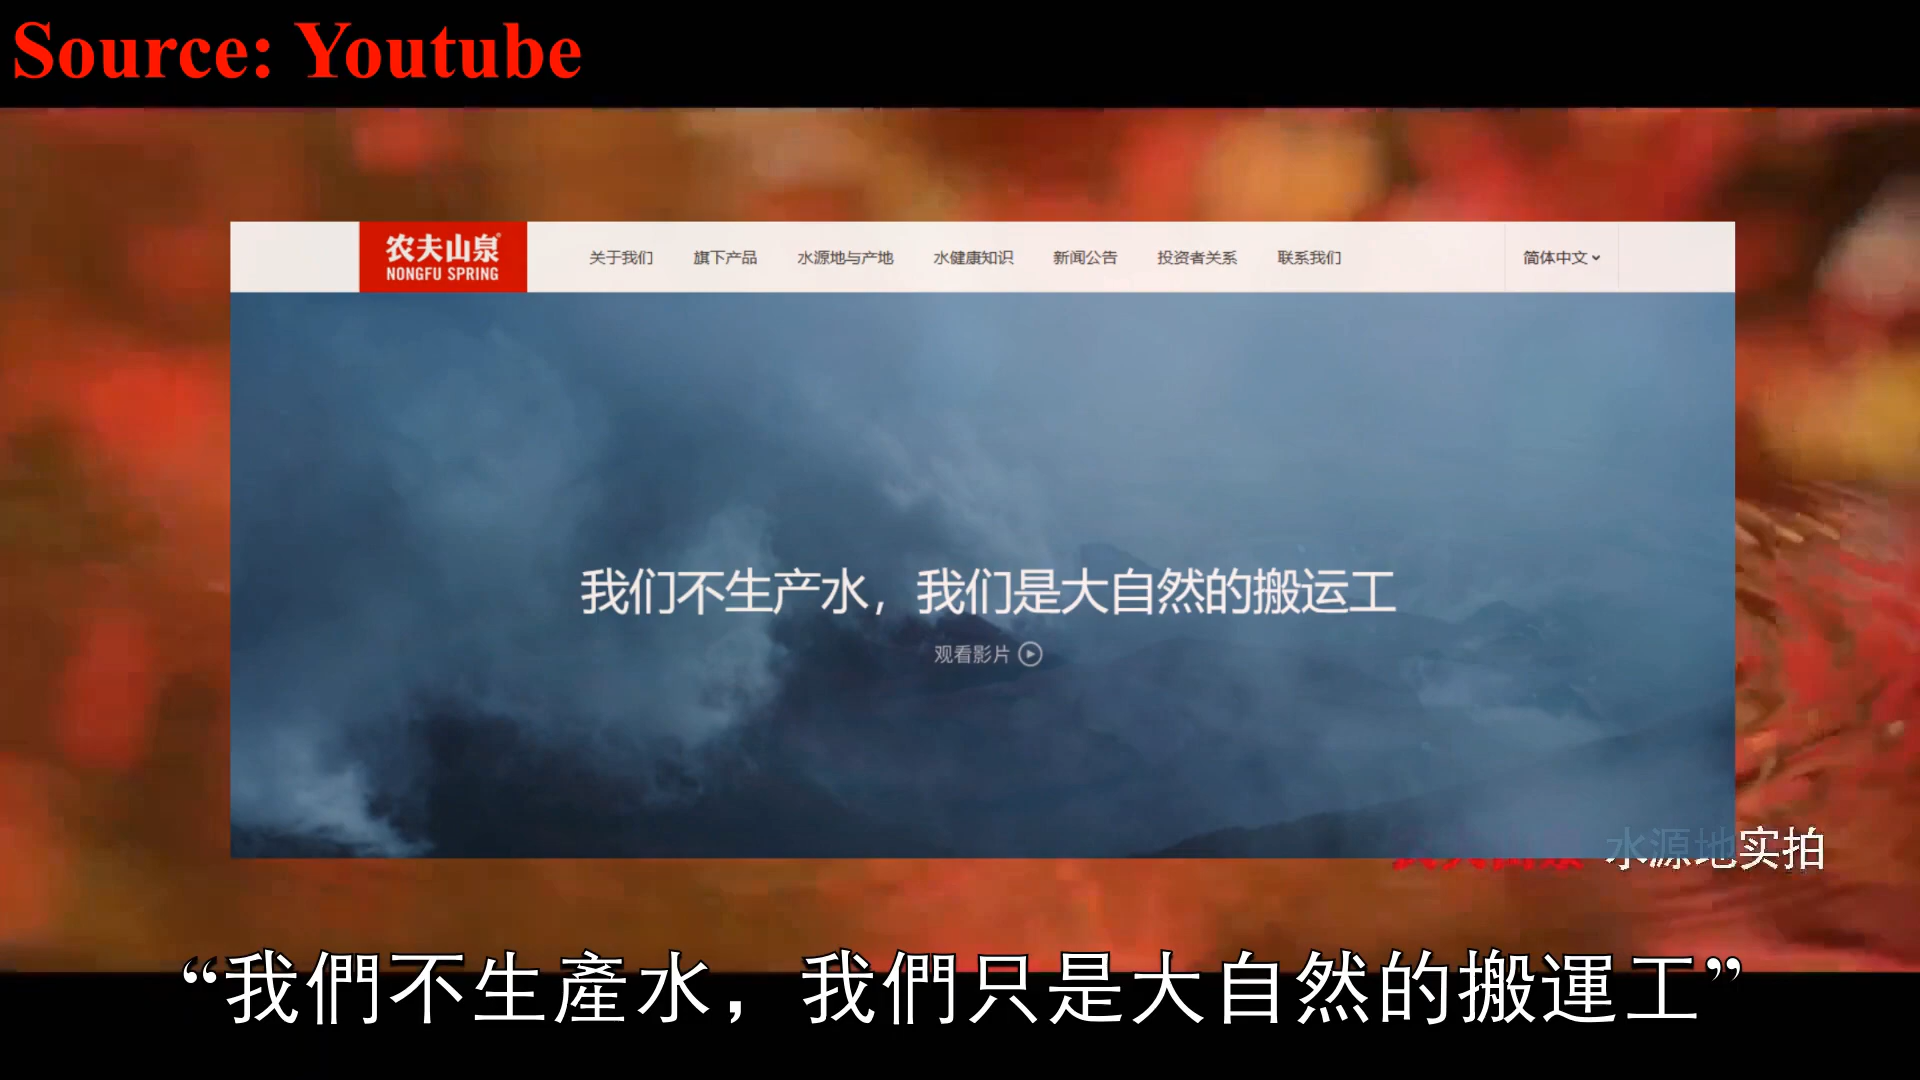 Source: Youtube
农夫山泉
NONGFU SPRING
关于我们 旗下产品 水源地与产地 水健康知识 新闻公告 投资者关系 联系我们 简体中文
我们不生产水，我们是大自然的搬运工
观看影片
水源地实拍
“我們不生產水，我們只是大自然的搬運工”